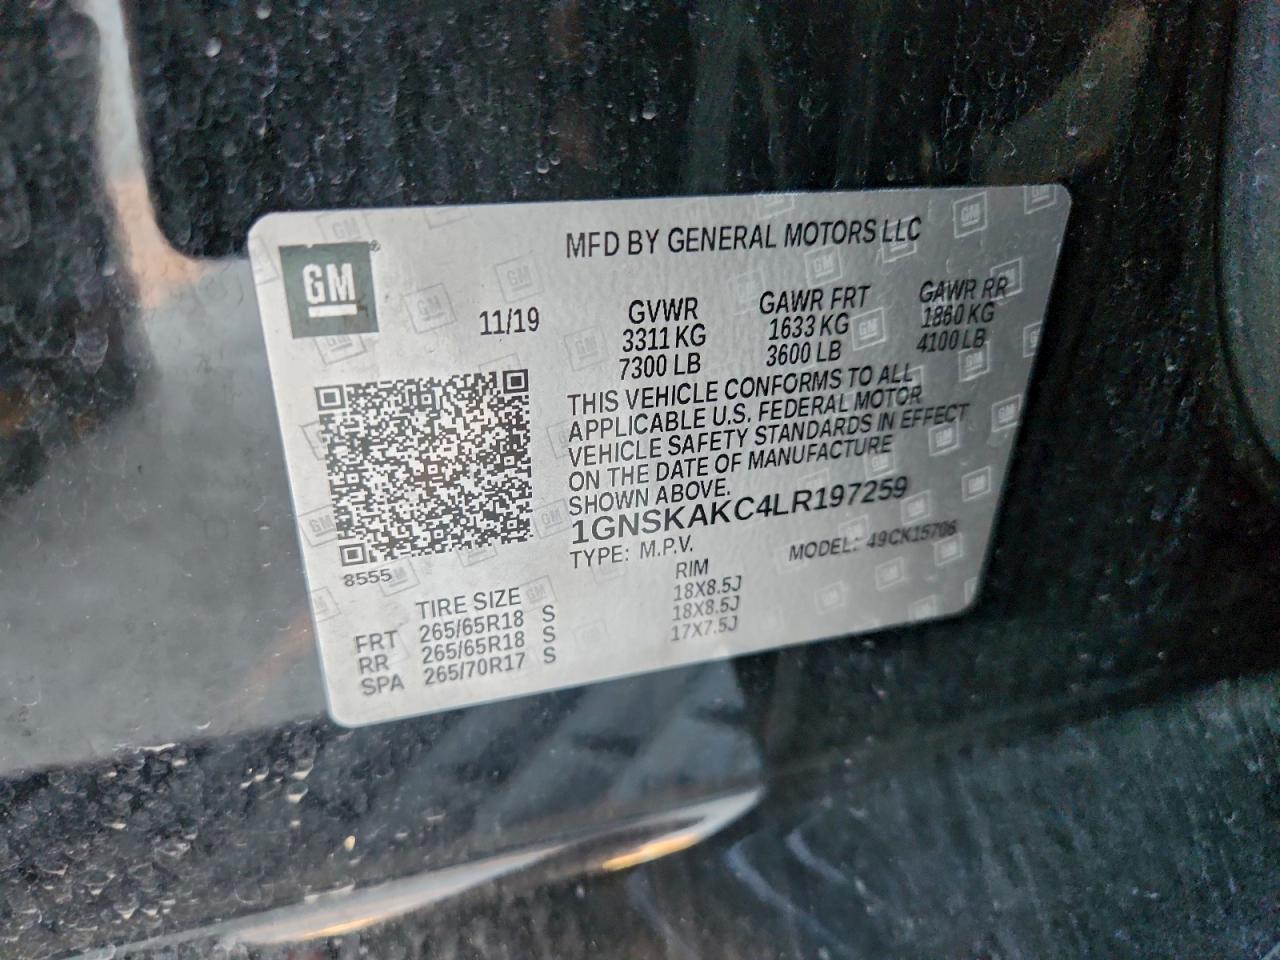 GM
MFD BY GENERAL MOTORS LLC
11/19
GVWR GAWR FRT GAWR RR
3311 KG 1633 KG 1860 KG
7300 LB 3600 LB 4100 LB
THIS VEHICLE CONFORMS TO ALL
APPLICABLE U.S. FEDERAL MOTOR
VEHICLE SAFETY STANDARDS IN EFFECT
ON THE DATE OF MANUFACTURE
SHOWN ABOVE.
1GNSKAKC4LR197259
TYPE: M.P.V. MODEL: 49CK15706
8555
TIRE SIZE RIM
FRT 265/65R18 S 18X8.5J
RR 265/65R18 S 18X8.5J
SPA 265/70R17 S 17X7.5J